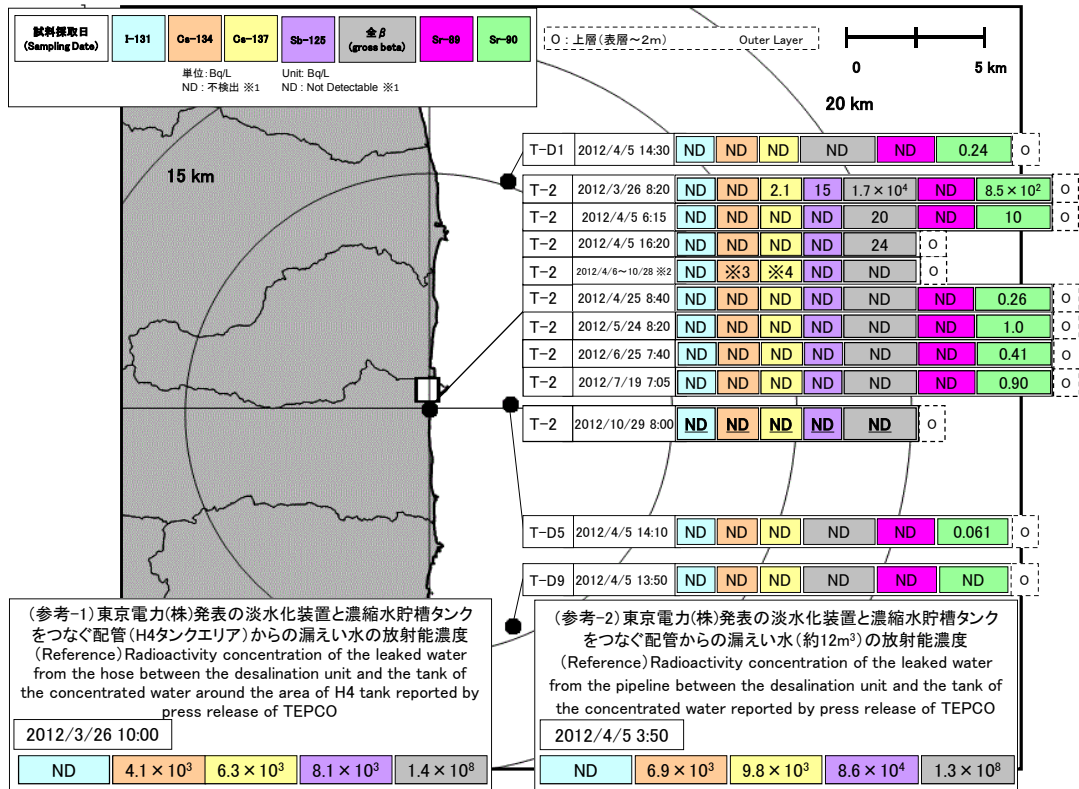 試料採取日
(Sampling Date)
I-131
Cs-134
Cs-137
Sb-125
全β
(gross beta)
Sr-89
Sr-90
単位: Bq/L Unit: Bq/L
ND : 不検出 ※1 ND : Not Detectable ※1
O : 上層(表層～2m) Outer Layer
0 5 km
20 km
15 km
T-D1 2012/4/5 14:30 ND ND ND ND ND 0.24 O
T-2 2012/3/26 8:20 ND ND 2.1 15 1.7 × 10⁴ ND 8.5 × 10² O
T-2 2012/4/5 6:15 ND ND ND ND 20 ND 10 O
T-2 2012/4/5 16:20 ND ND ND ND 24 O
T-2 2012/4/6～10/28 ※2 ND ※3 ※4 ND ND O
T-2 2012/4/25 8:40 ND ND ND ND ND ND 0.26 O
T-2 2012/5/24 8:20 ND ND ND ND ND ND 1.0 O
T-2 2012/6/25 7:40 ND ND ND ND ND ND 0.41 O
T-2 2012/7/19 7:05 ND ND ND ND ND ND 0.90 O
T-2 2012/10/29 8:00 ND ND ND ND ND O
T-D5 2012/4/5 14:10 ND ND ND ND ND 0.061 O
T-D9 2012/4/5 13:50 ND ND ND ND ND ND O
(参考-1)東京電力(株)発表の淡水化装置と濃縮水貯槽タンク
をつなぐ配管(H4タンクエリア)からの漏えい水の放射能濃度
(Reference) Radioactivity concentration of the leaked water
from the hose between the desalination unit and the tank of
the concentrated water around the area of H4 tank reported by
press release of TEPCO
2012/3/26 10:00
ND 4.1 × 10³ 6.3 × 10³ 8.1 × 10³ 1.4 × 10⁸
(参考-2)東京電力(株)発表の淡水化装置と濃縮水貯槽タンク
をつなぐ配管からの漏えい水(約12m³)の放射能濃度
(Reference) Radioactivity concentration of the leaked water
from the pipeline between the desalination unit and the tank of
the concentrated water reported by press release of TEPCO
2012/4/5 3:50
ND 6.9 × 10³ 9.8 × 10³ 8.6 × 10⁴ 1.3 × 10⁸